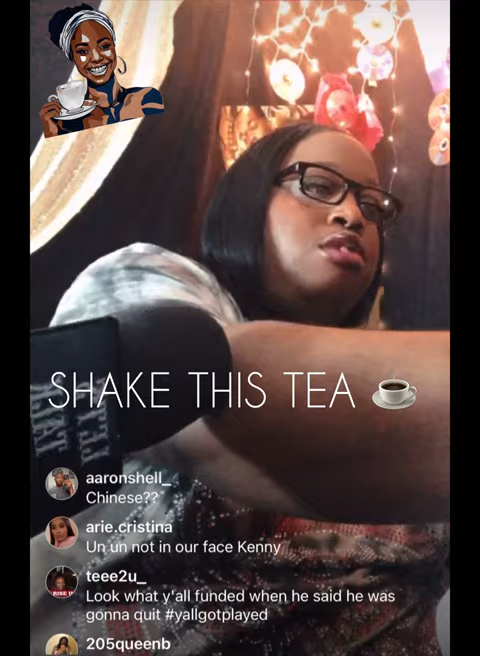 SHAKE THIS TEA ☕
aaronshell_
Chinese??
arie.cristina
Un un not in our face Kenny
teee2u_
Look what y'all funded when he said he was
gonna quit #yallgotplayed
205queenb